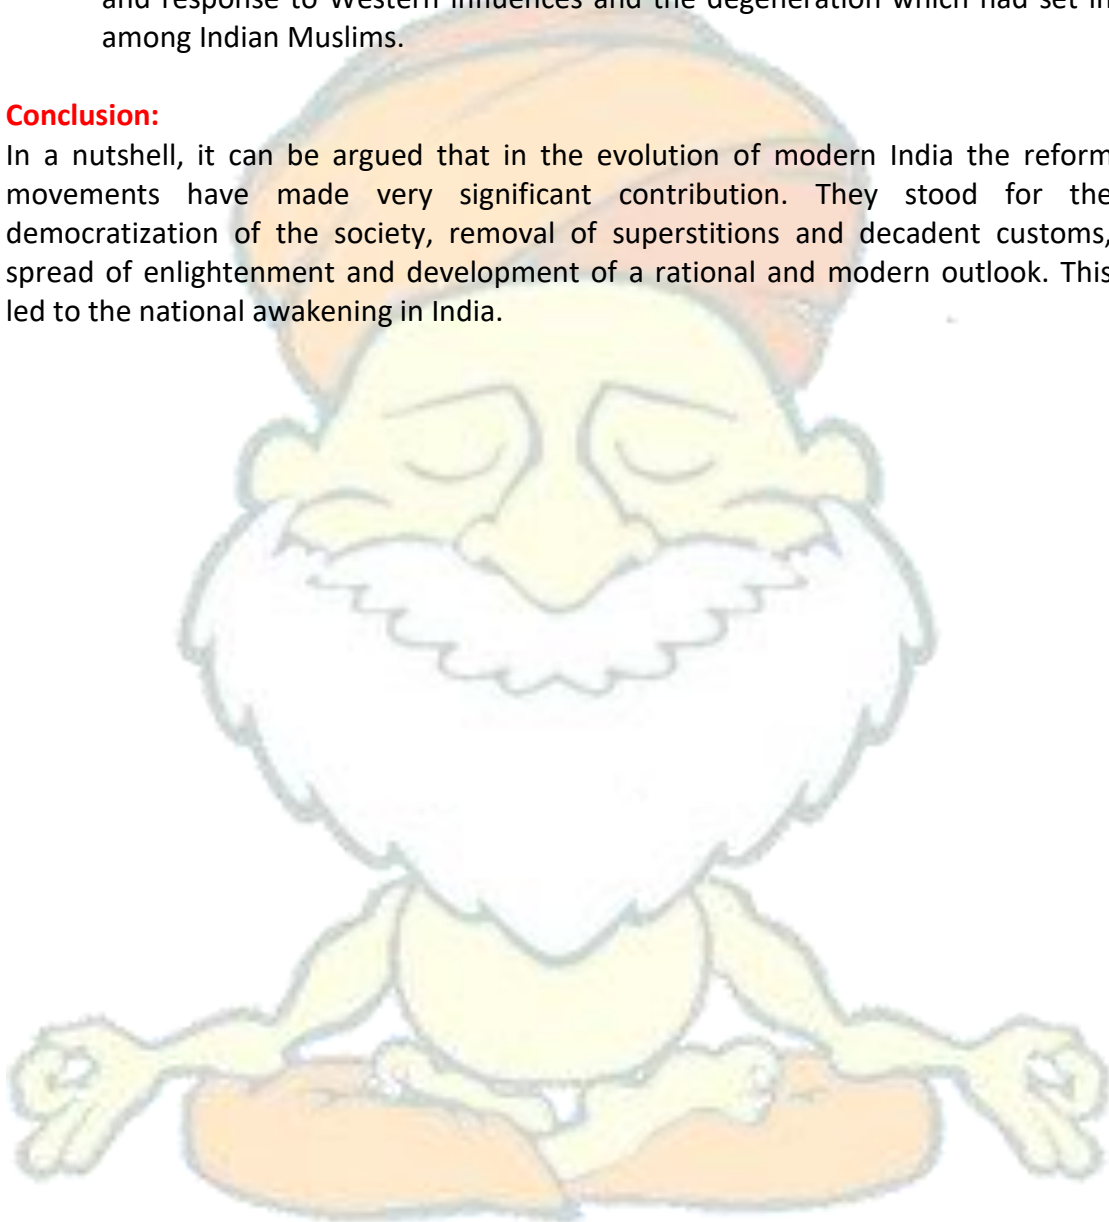 and response to Western influences and the degeneration which had set in
among Indian Muslims.
Conclusion:
In a nutshell, it can be argued that in the evolution of modern India the reform
movements have made very significant contribution. They stood for the
democratization of the society, removal of superstitions and decadent customs,
spread of enlightenment and development of a rational and modern outlook. This
led to the national awakening in India.